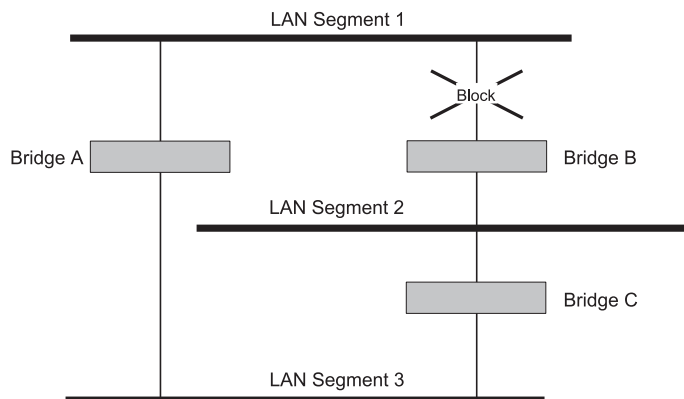 LAN Segment 1
Block
Bridge A
Bridge B
LAN Segment 2
Bridge C
LAN Segment 3